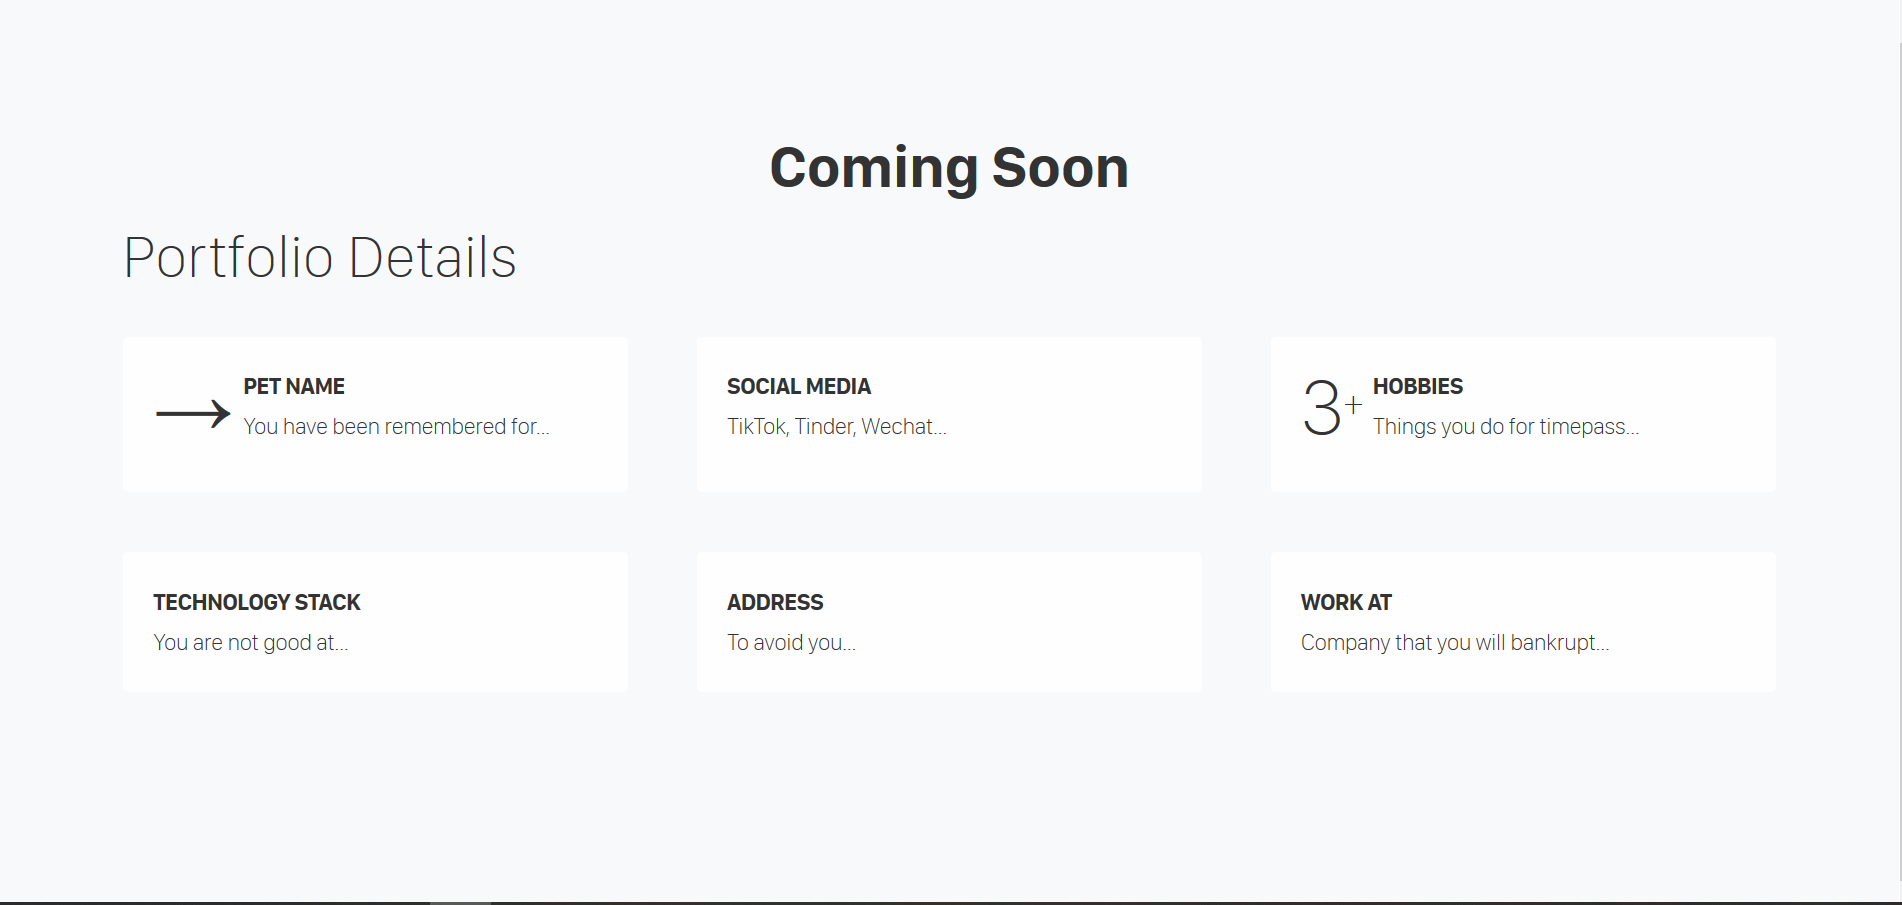 Coming Soon
Portfolio Details
→ PET NAME
You have been remembered for...
SOCIAL MEDIA
TikTok, Tinder, Wechat...
3+ HOBBIES
Things you do for timepass...
TECHNOLOGY STACK
You are not good at...
ADDRESS
To avoid you...
WORK AT
Company that you will bankrupt...